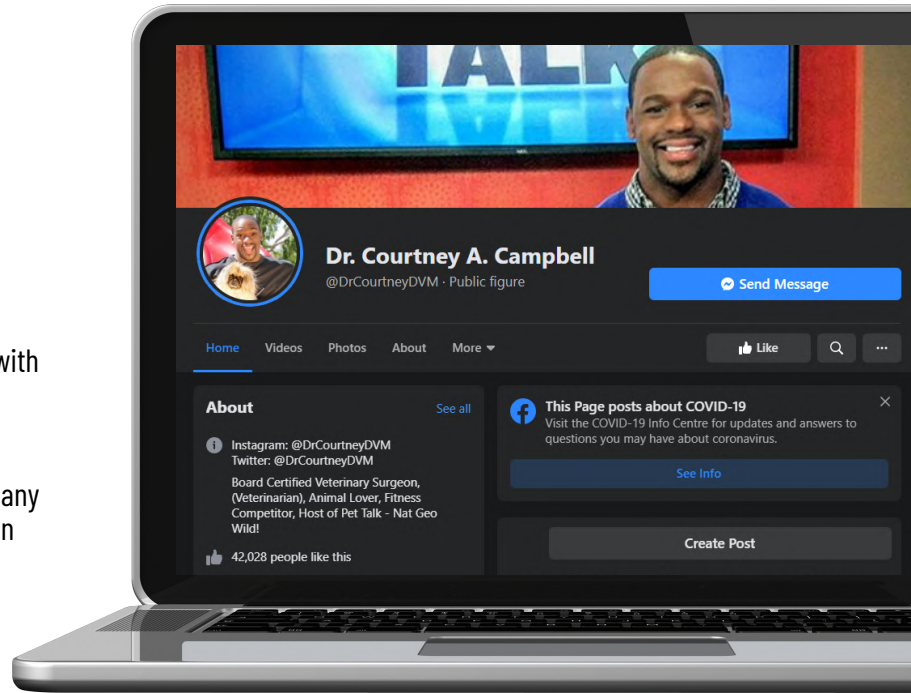 TALK
Dr. Courtney A. Campbell
@DrCourtneyDVM · Public figure
Send Message
Home Videos Photos About More
Like
with
any
n
About See all
Instagram: @DrCourtneyDVM
Twitter: @DrCourtneyDVM
Board Certified Veterinary Surgeon,
(Veterinarian), Animal Lover, Fitness
Competitor, Host of Pet Talk - Nat Geo
Wild!
42,028 people like this
This Page posts about COVID-19
Visit the COVID-19 Info Centre for updates and answers to
questions you may have about coronavirus.
See Info
Create Post